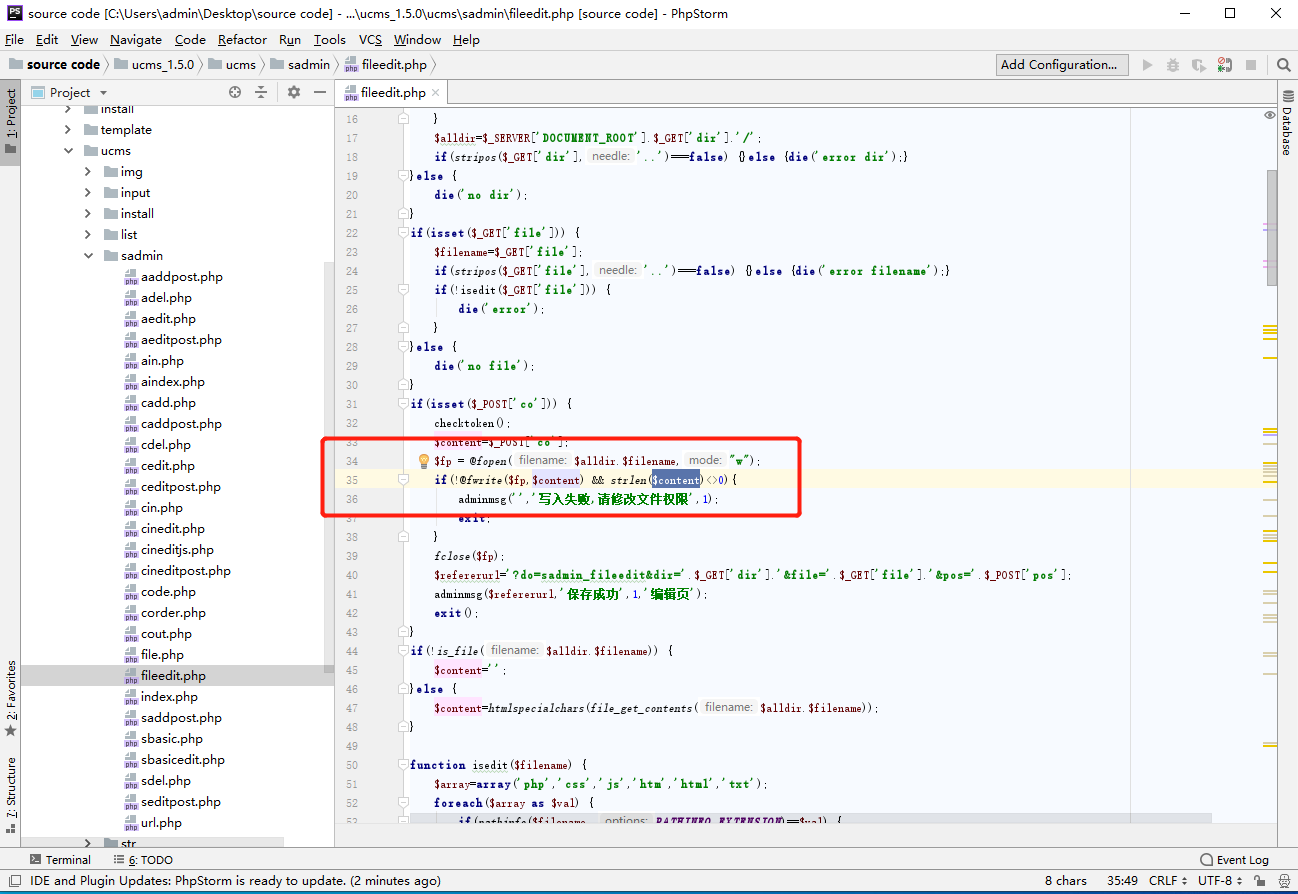 source code [C:\Users\admin\Desktop\source code] - ...\ucms_1.5.0\ucms\sadmin\fileedit.php [source code] - PhpStorm
File Edit View Navigate Code Refactor Run Tools VCS Window Help
source code ucms_1.5.0 ucms sadmin fileedit.php Add Configuration...
1: Project
2: Favorites
7: Structure
Project
install
template
ucms
img
input
install
list
sadmin
aaddpost.php
adel.php
aedit.php
aeditpost.php
ain.php
aindex.php
cadd.php
caddpost.php
cdel.php
cedit.php
ceditpost.php
cin.php
cinedit.php
cineditjs.php
cineditpost.php
code.php
corder.php
cout.php
file.php
fileedit.php
index.php
saddpost.php
sbasic.php
sbasicedit.php
sdel.php
seditpost.php
url.php
str
fileedit.php
16 }
17 $alldir=$_SERVER['DOCUMENT_ROOT'].$_GET['dir'].'/';
18 if(stripos($_GET['dir'], needle: '..')===false) {}else {die('error dir');}
19 }else {
20 die('no dir');
21 }
22 if(isset($_GET['file'])) {
23 $filename=$_GET['file'];
24 if(stripos($_GET['file'], needle: '..')===false) {}else {die('error filename');}
25 if(!isedit($_GET['file'])) {
26 die('error');
27 }
28 }else {
29 die('no file');
30 }
31 if(isset($_POST['co'])) {
32 checktoken();
33 $content=$_POST['co'];
34 $fp = @fopen( filename: $alldir.$filename, mode: "w");
35 if(!@fwrite($fp,$content) && strlen($content)<>0){
36 adminmsg('','写入失败,请修改文件权限',1);
37 exit;
38 }
39 fclose($fp);
40 $refererurl='?do=sadmin_fileedit&dir='.$_GET['dir'].'&file='.$_GET['file'].'&pos='.$_POST['pos'];
41 adminmsg($refererurl,'保存成功',1,'编辑页');
42 exit();
43 }
44 if(!is_file( filename: $alldir.$filename)) {
45 $content='';
46 }else {
47 $content=htmlspecialchars(file_get_contents( filename: $alldir.$filename));
48 }
49
50 function isedit($filename) {
51 $array=array('php','css','js','htm','html','txt');
52 foreach($array as $val) {
53 if(pathinfo($filename, options: PATHINFO_EXTENSION)==$val) {
Database
Terminal 6: TODO Event Log
IDE and Plugin Updates: PhpStorm is ready to update. (2 minutes ago) 8 chars 35:49 CRLF UTF-8